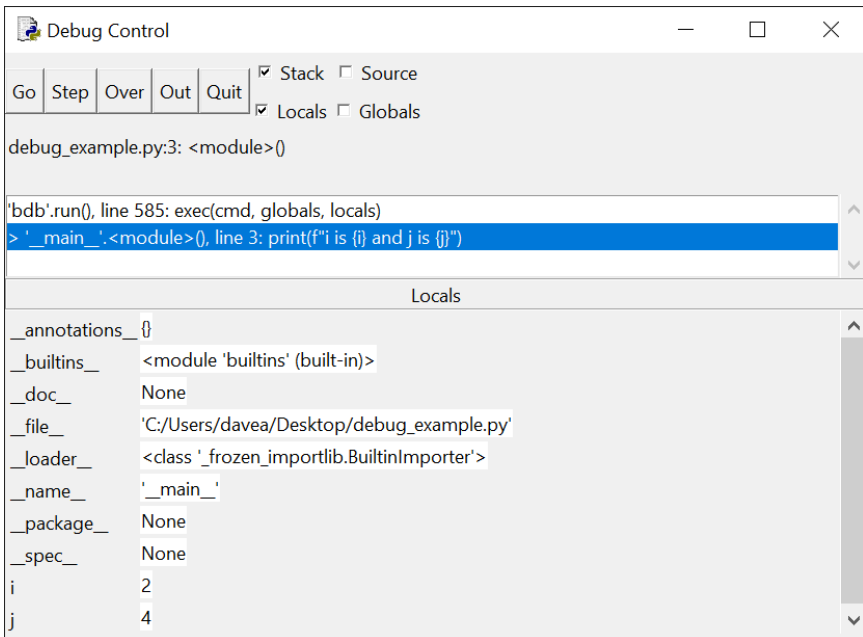 Debug Control
Go Step Over Out Quit
Stack Source
Locals Globals
debug_example.py:3: <module>()
'bdb'.run(), line 585: exec(cmd, globals, locals)
> '__main__'.<module>(), line 3: print(f"i is {i} and j is {j}")
Locals
__annotations__ {}
__builtins__ <module 'builtins' (built-in)>
__doc__ None
__file__ 'C:/Users/davea/Desktop/debug_example.py'
__loader__ <class '_frozen_importlib.BuiltinImporter'>
__name__ '__main__'
__package__ None
__spec__ None
i 2
j 4